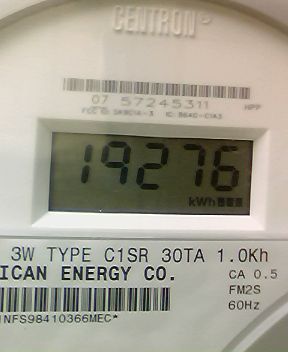 CENTRON
07 57245311 HPP
19276
kWh
3W TYPE C1SR 30TA 1.0Kh
ICAN ENERGY CO. CA 0.5
FM2S
60Hz
NFS98410366MEC*